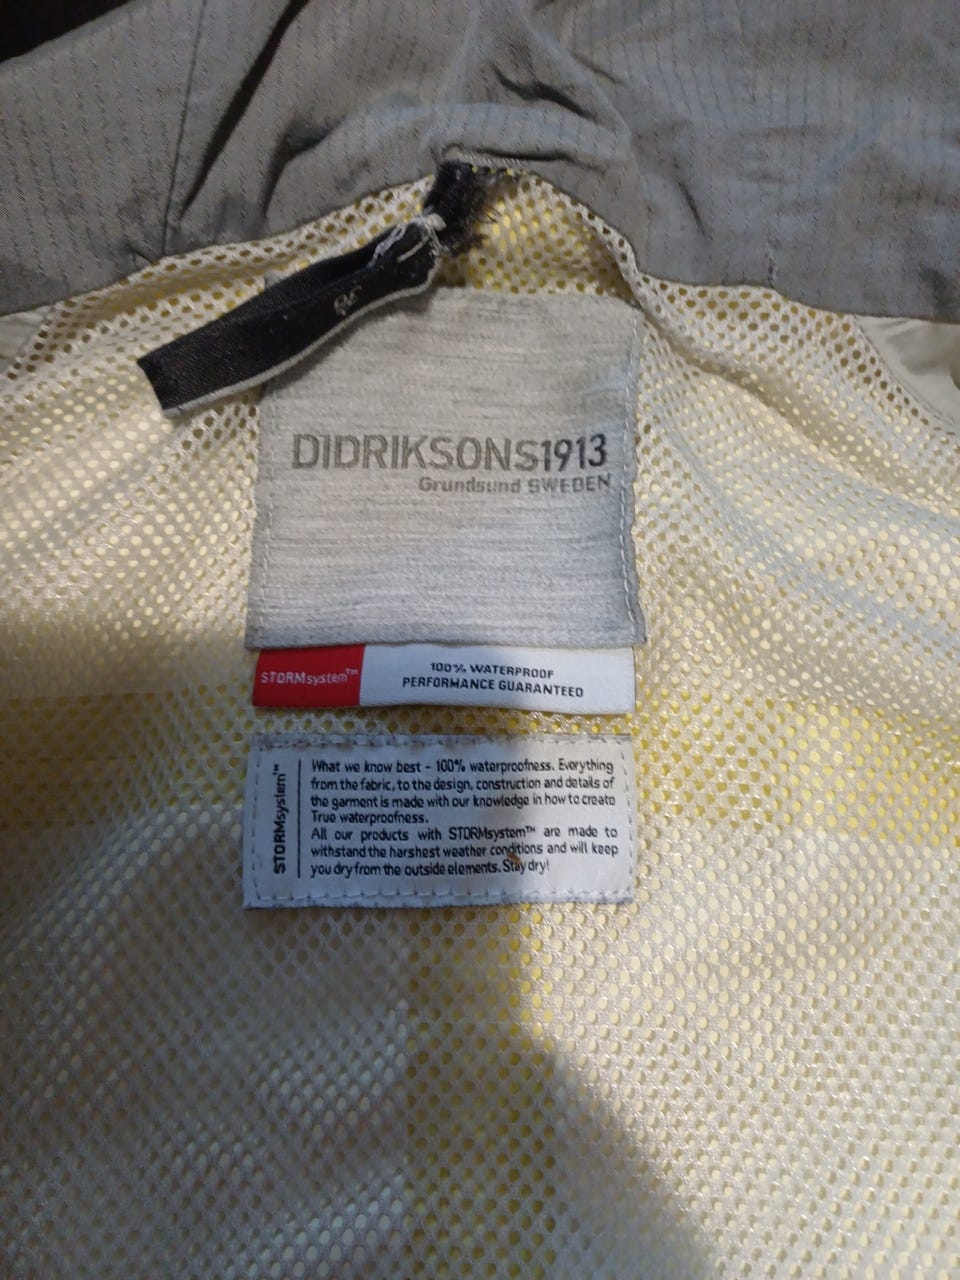 DIDRIKSONS1913
Grundsund SWEDEN
STORMsystem™
100% WATERPROOF
PERFORMANCE GUARANTEED
STORMsystem™
What we know best - 100% waterproofness. Everything
from the fabric, to the design, construction and details of
the garment is made with our knowledge in how to create
True waterproofness.
All our products with STORMsystem™ are made to
withstand the harshest weather conditions and will keep
you dry from the outside elements. Stay dry!